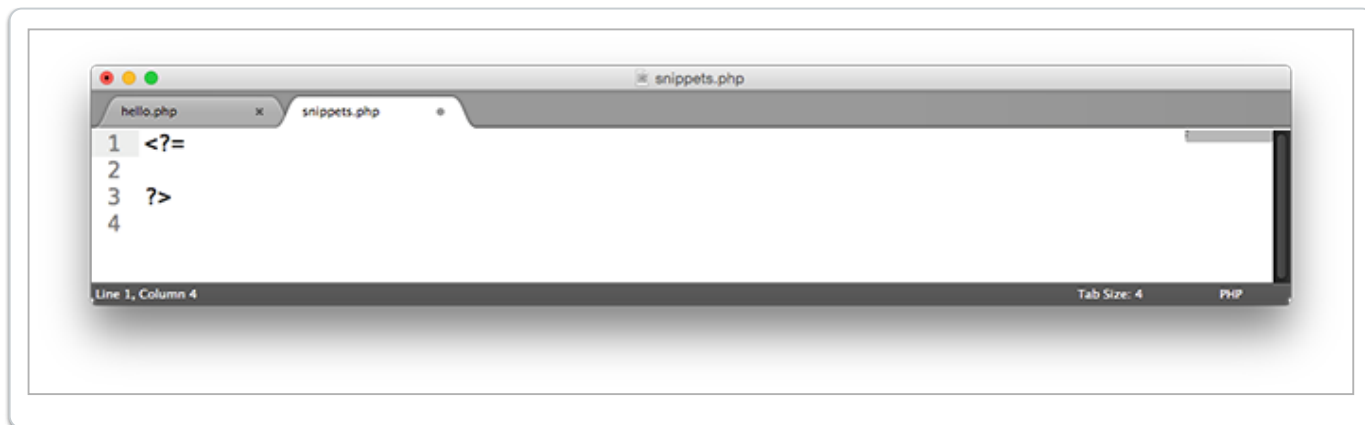 snippets.php
hello.php × snippets.php
1 <?=
2
3 ?>
4
Line 1, Column 4 Tab Size: 4 PHP